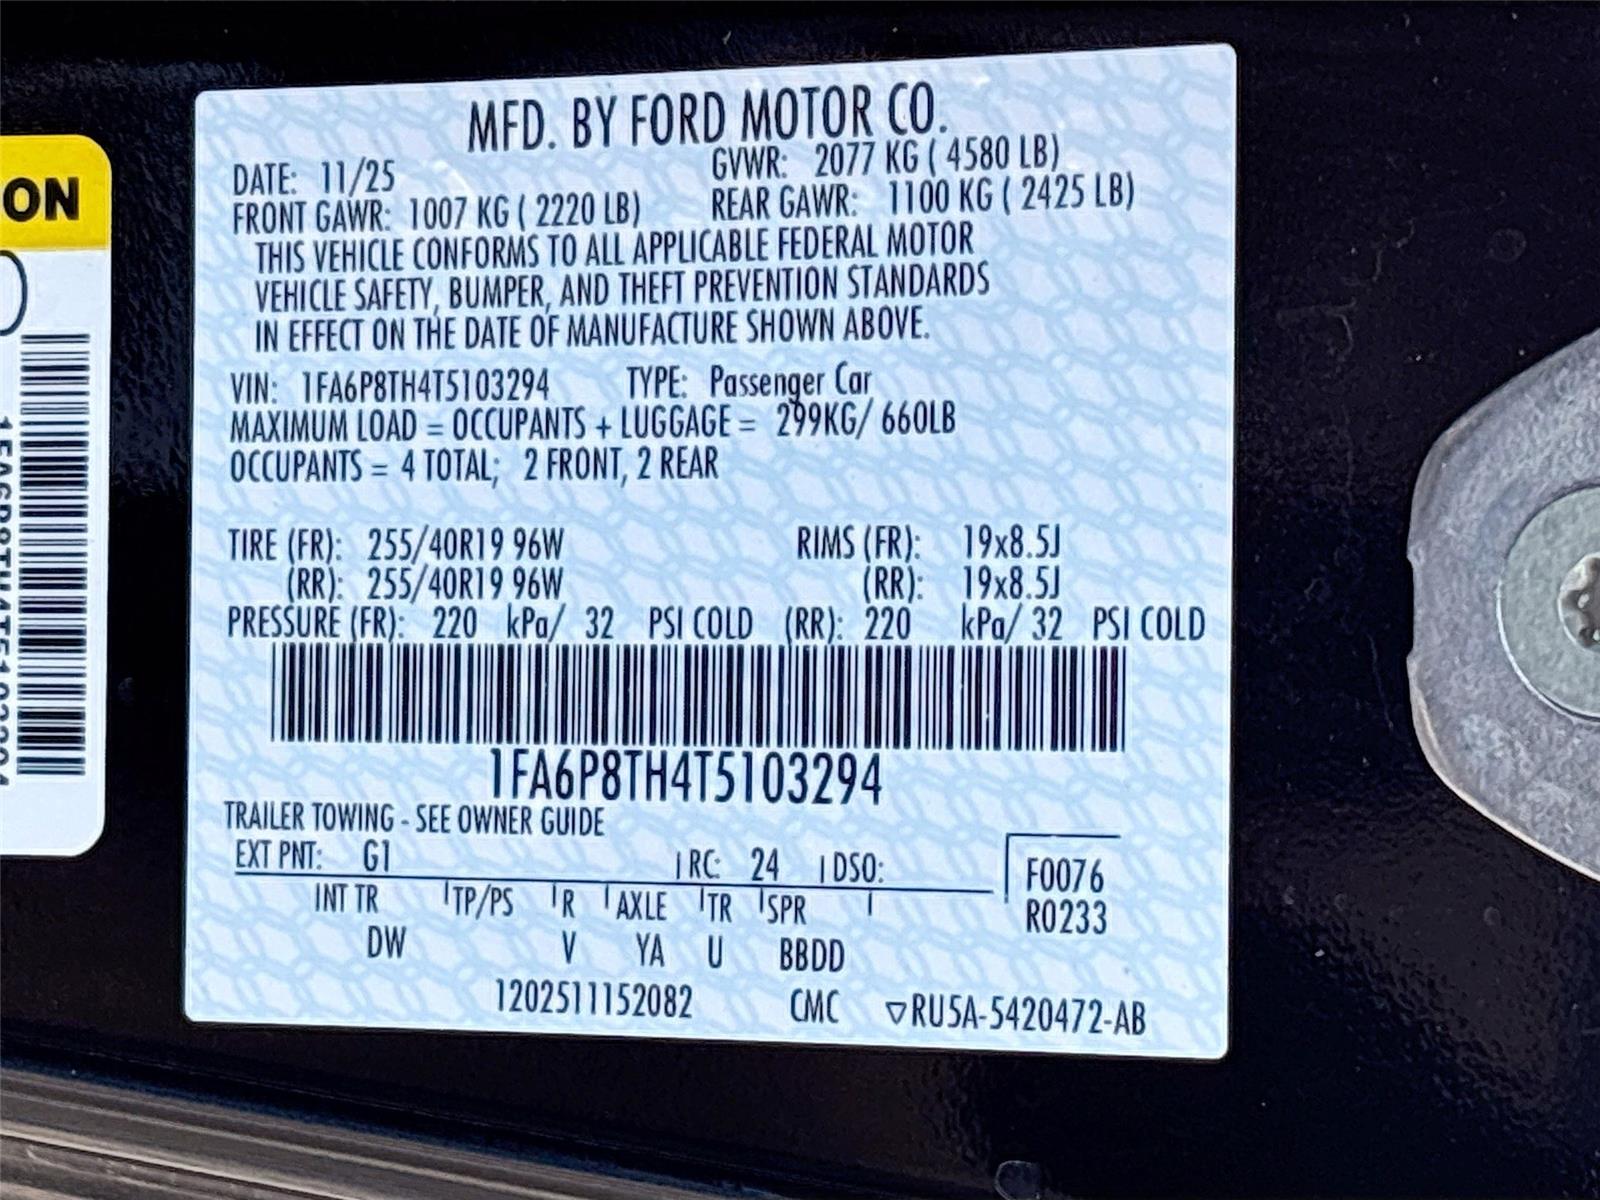 MFD. BY FORD MOTOR CO.
DATE: 11/25 GVWR: 2077 KG ( 4580 LB)
FRONT GAWR: 1007 KG ( 2220 LB) REAR GAWR: 1100 KG ( 2425 LB)
THIS VEHICLE CONFORMS TO ALL APPLICABLE FEDERAL MOTOR
VEHICLE SAFETY, BUMPER, AND THEFT PREVENTION STANDARDS
IN EFFECT ON THE DATE OF MANUFACTURE SHOWN ABOVE.
VIN: 1FA6P8TH4T5103294 TYPE: Passenger Car
MAXIMUM LOAD = OCCUPANTS + LUGGAGE = 299KG/ 660LB
OCCUPANTS = 4 TOTAL; 2 FRONT, 2 REAR
TIRE (FR): 255/40R19 96W RIMS (FR): 19x8.5J
(RR): 255/40R19 96W (RR): 19x8.5J
PRESSURE (FR): 220 kPa/ 32 PSI COLD (RR): 220 kPa/ 32 PSI COLD
1FA6P8TH4T5103294
TRAILER TOWING - SEE OWNER GUIDE
EXT PNT: G1 RC: 24 DSO: F0076
INT TR TP/PS R AXLE TR SPR R0233
DW V YA U BBDD
1202511152082 CMC ▽RU5A-5420472-AB
ON
1FA6P8TH4T5103294